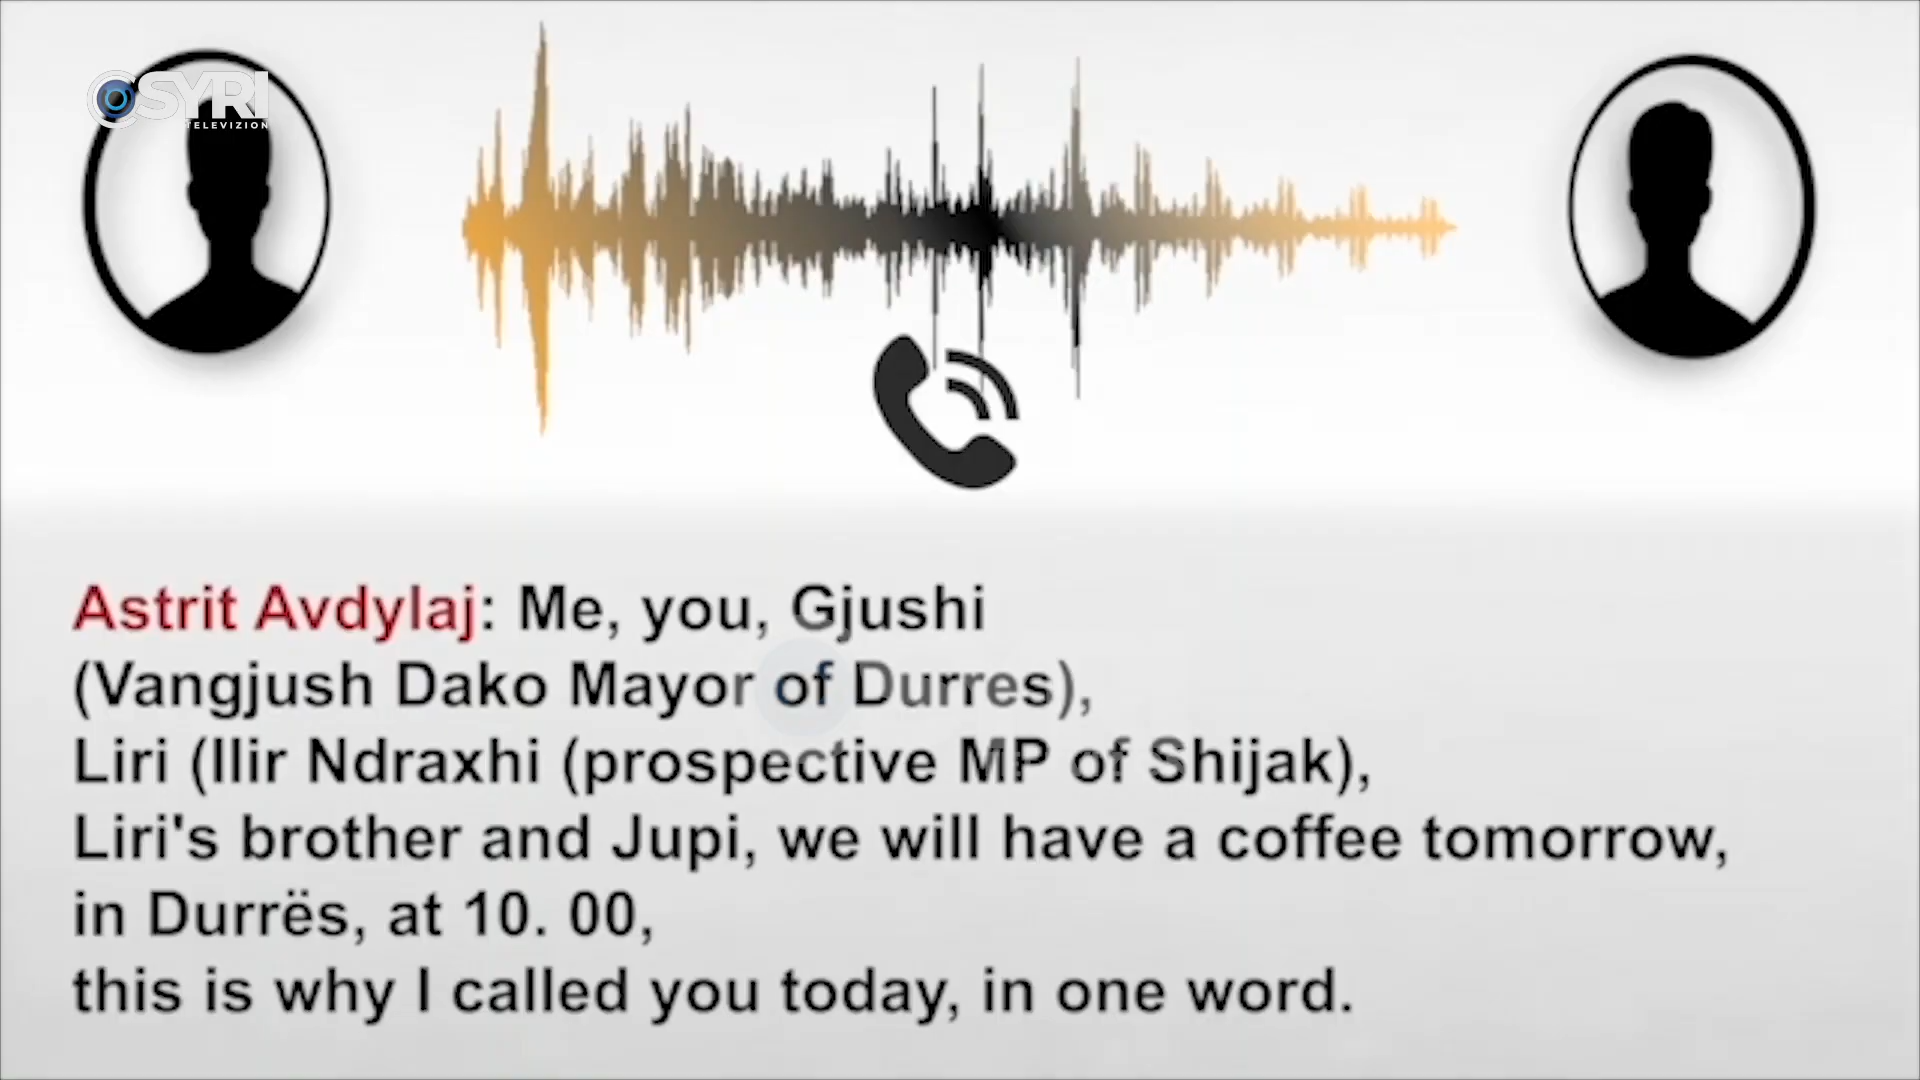 SYRI
TELEVIZION
Astrit Avdylaj: Me, you, Gjushi
(Vangjush Dako Mayor of Durres),
Liri (Ilir Ndraxhi (prospective MP of Shijak),
Liri's brother and Jupi, we will have a coffee tomorrow,
in Durrës, at 10. 00,
this is why I called you today, in one word.